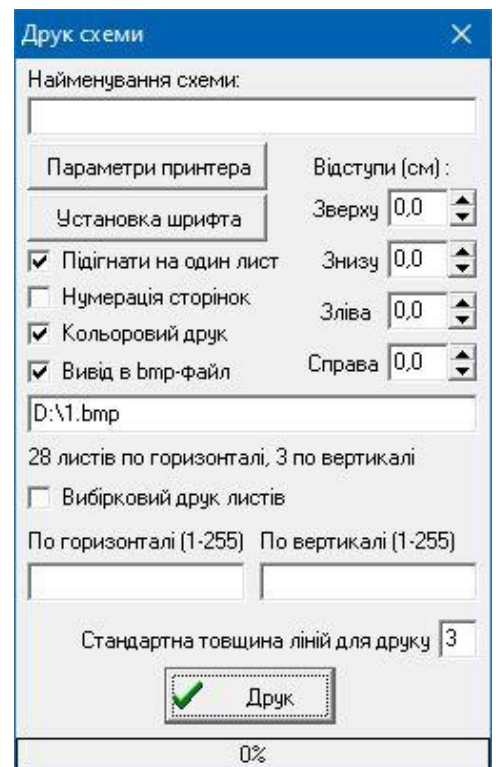 Друк схеми
Найменування схеми:
Параметри принтера
Відступи (см) :
Установка шрифта
Зверху 0,0
Підігнати на один лист
Знизу 0,0
Нумерація сторінок
Зліва 0,0
Кольоровий друк
Вивід в bmp-файл
Справа 0,0
D:\1.bmp
28 листів по горизонталі, 3 по вертикалі
Вибірковий друк листів
По горизонталі (1-255) По вертикалі (1-255)
Стандартна товщина ліній для друку 3
Друк
0%